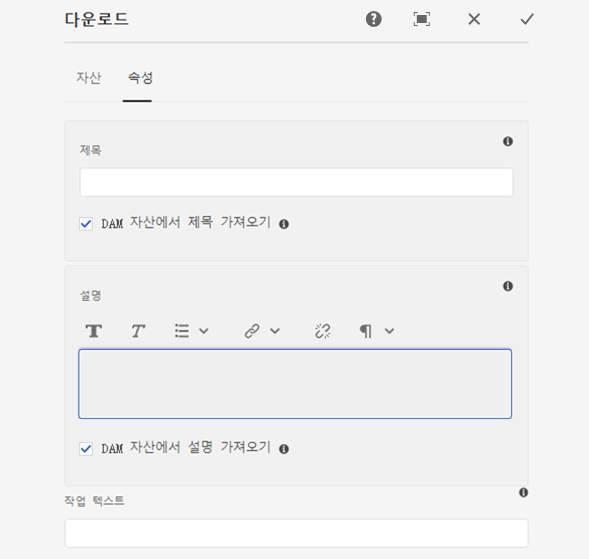 다운로드
자산 속성
제목
DAM 자산에서 제목 가져오기
설명
DAM 자산에서 설명 가져오기
작업 텍스트